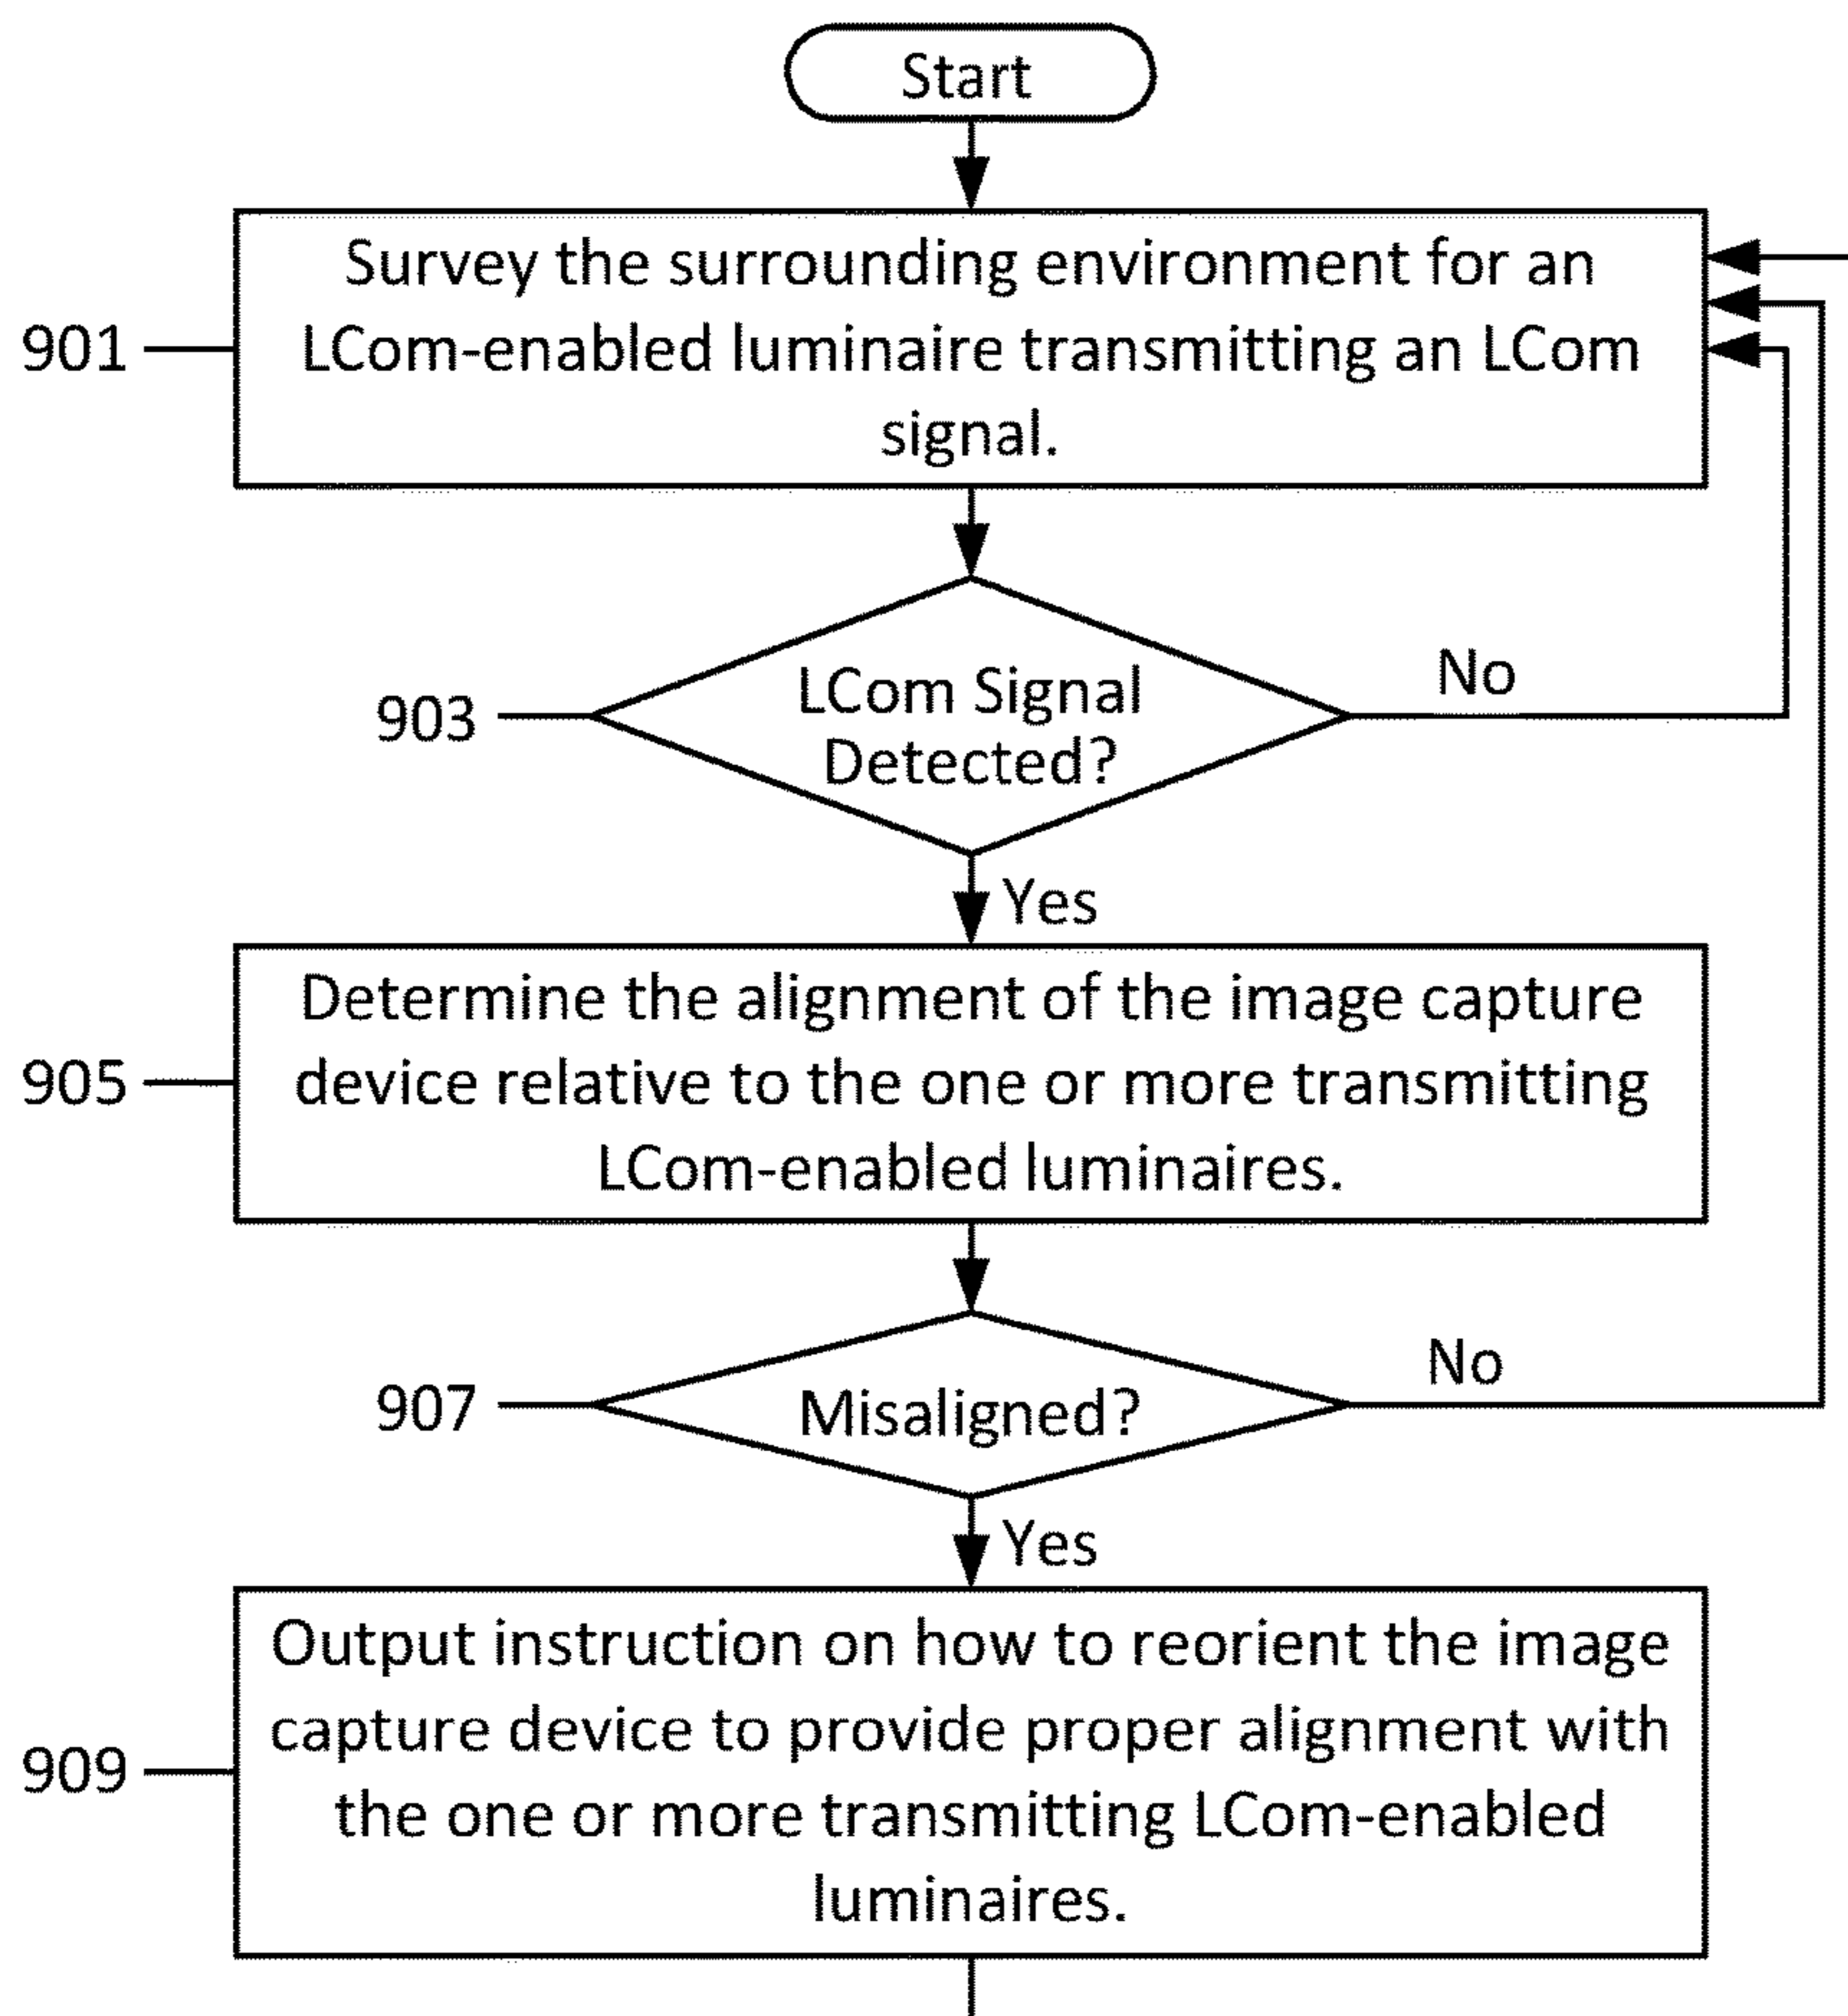 Start
Survey the surrounding environment for an
901
LCom-enabled luminaire transmitting an LCom
signal.
LCom Signal
Detected?
903
No
Yes
Determine the alignment of the image capture
905
device relative to the one or more transmitting
LCom-enabled luminaires.
907
Misaligned?
No
Yes
Output instruction on how to reorient the image
capture device to provide proper alignment with
909
the one or more transmitting LCom-enabled
luminaires.